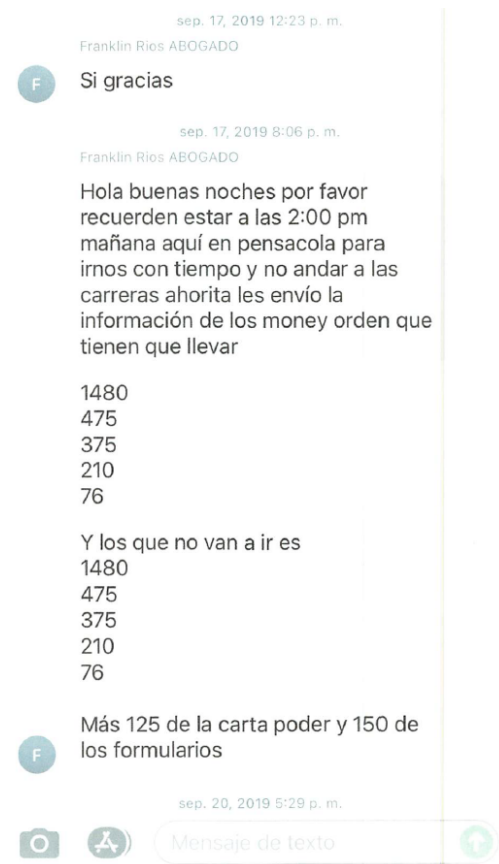 sep. 17, 2019 12:23 p. m.
Franklin Rios ABOGADO
F
Si gracias
sep. 17, 2019 8:06 p. m.
Franklin Rios ABOGADO
Hola buenas noches por favor
recuerden estar a las 2:00 pm
mañana aquí en pensacola para
irnos con tiempo y no andar a las
carreras ahorita les envío la
información de los money orden que
tienen que llevar
1480
475
375
210
76
Y los que no van a ir es
1480
475
375
210
76
Más 125 de la carta poder y 150 de
los formularios
F
sep. 20, 2019 5:29 p. m.
Mensaje de texto